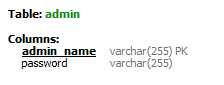 Table: admin
Columns:
admin_name varchar(255) PK
password varchar(255)